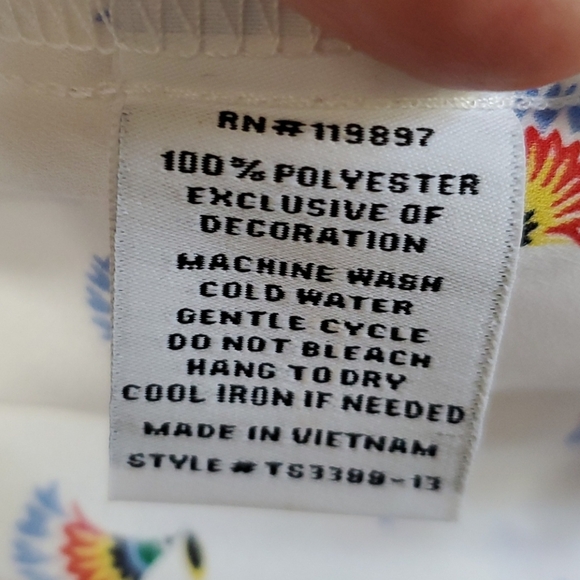 RN#119897
100% POLYESTER
EXCLUSIVE OF
DECORATION
MACHINE WASH
COLD WATER
GENTLE CYCLE
DO NOT BLEACH
HANG TO DRY
COOL IRON IF NEEDED
MADE IN VIETNAM
STYLE # TS3399-13